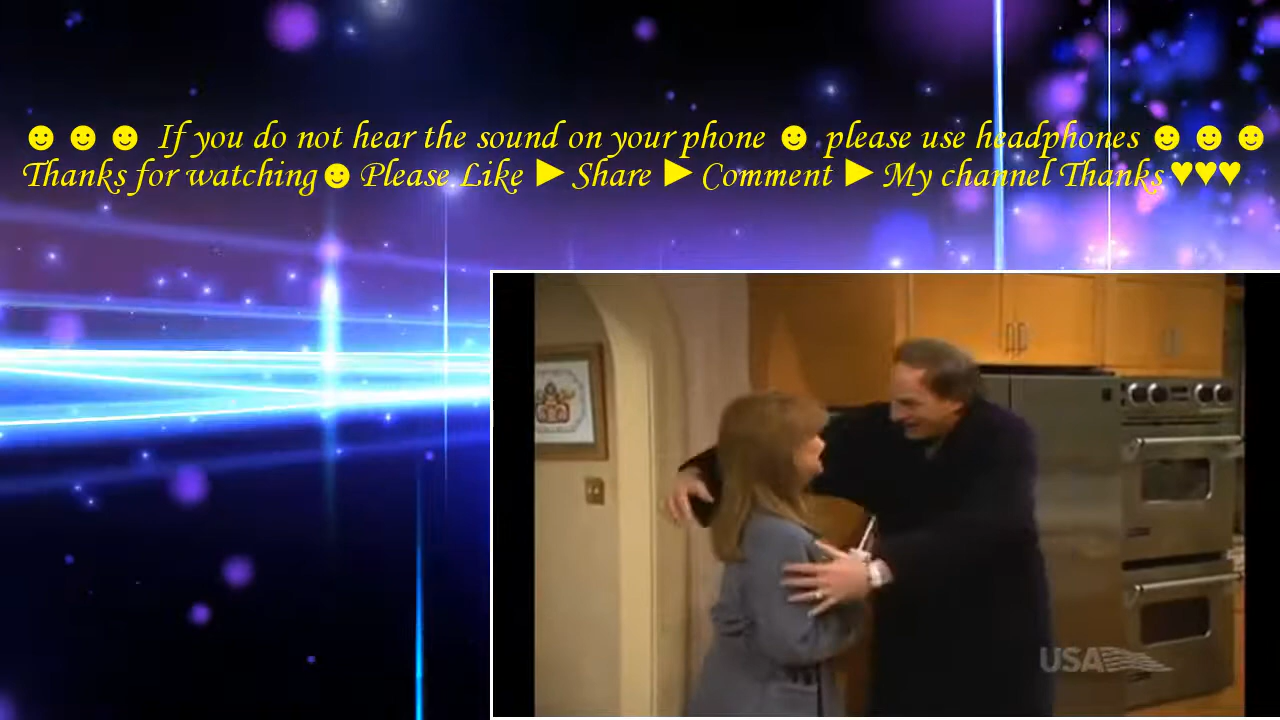 ☻☻☻ If you do not hear the sound on your phone ☻ please use headphones ☻☻☻
Thanks for watching☻ Please Like ► Share ► Comment ► My channel Thanks ♥♥♥
USA